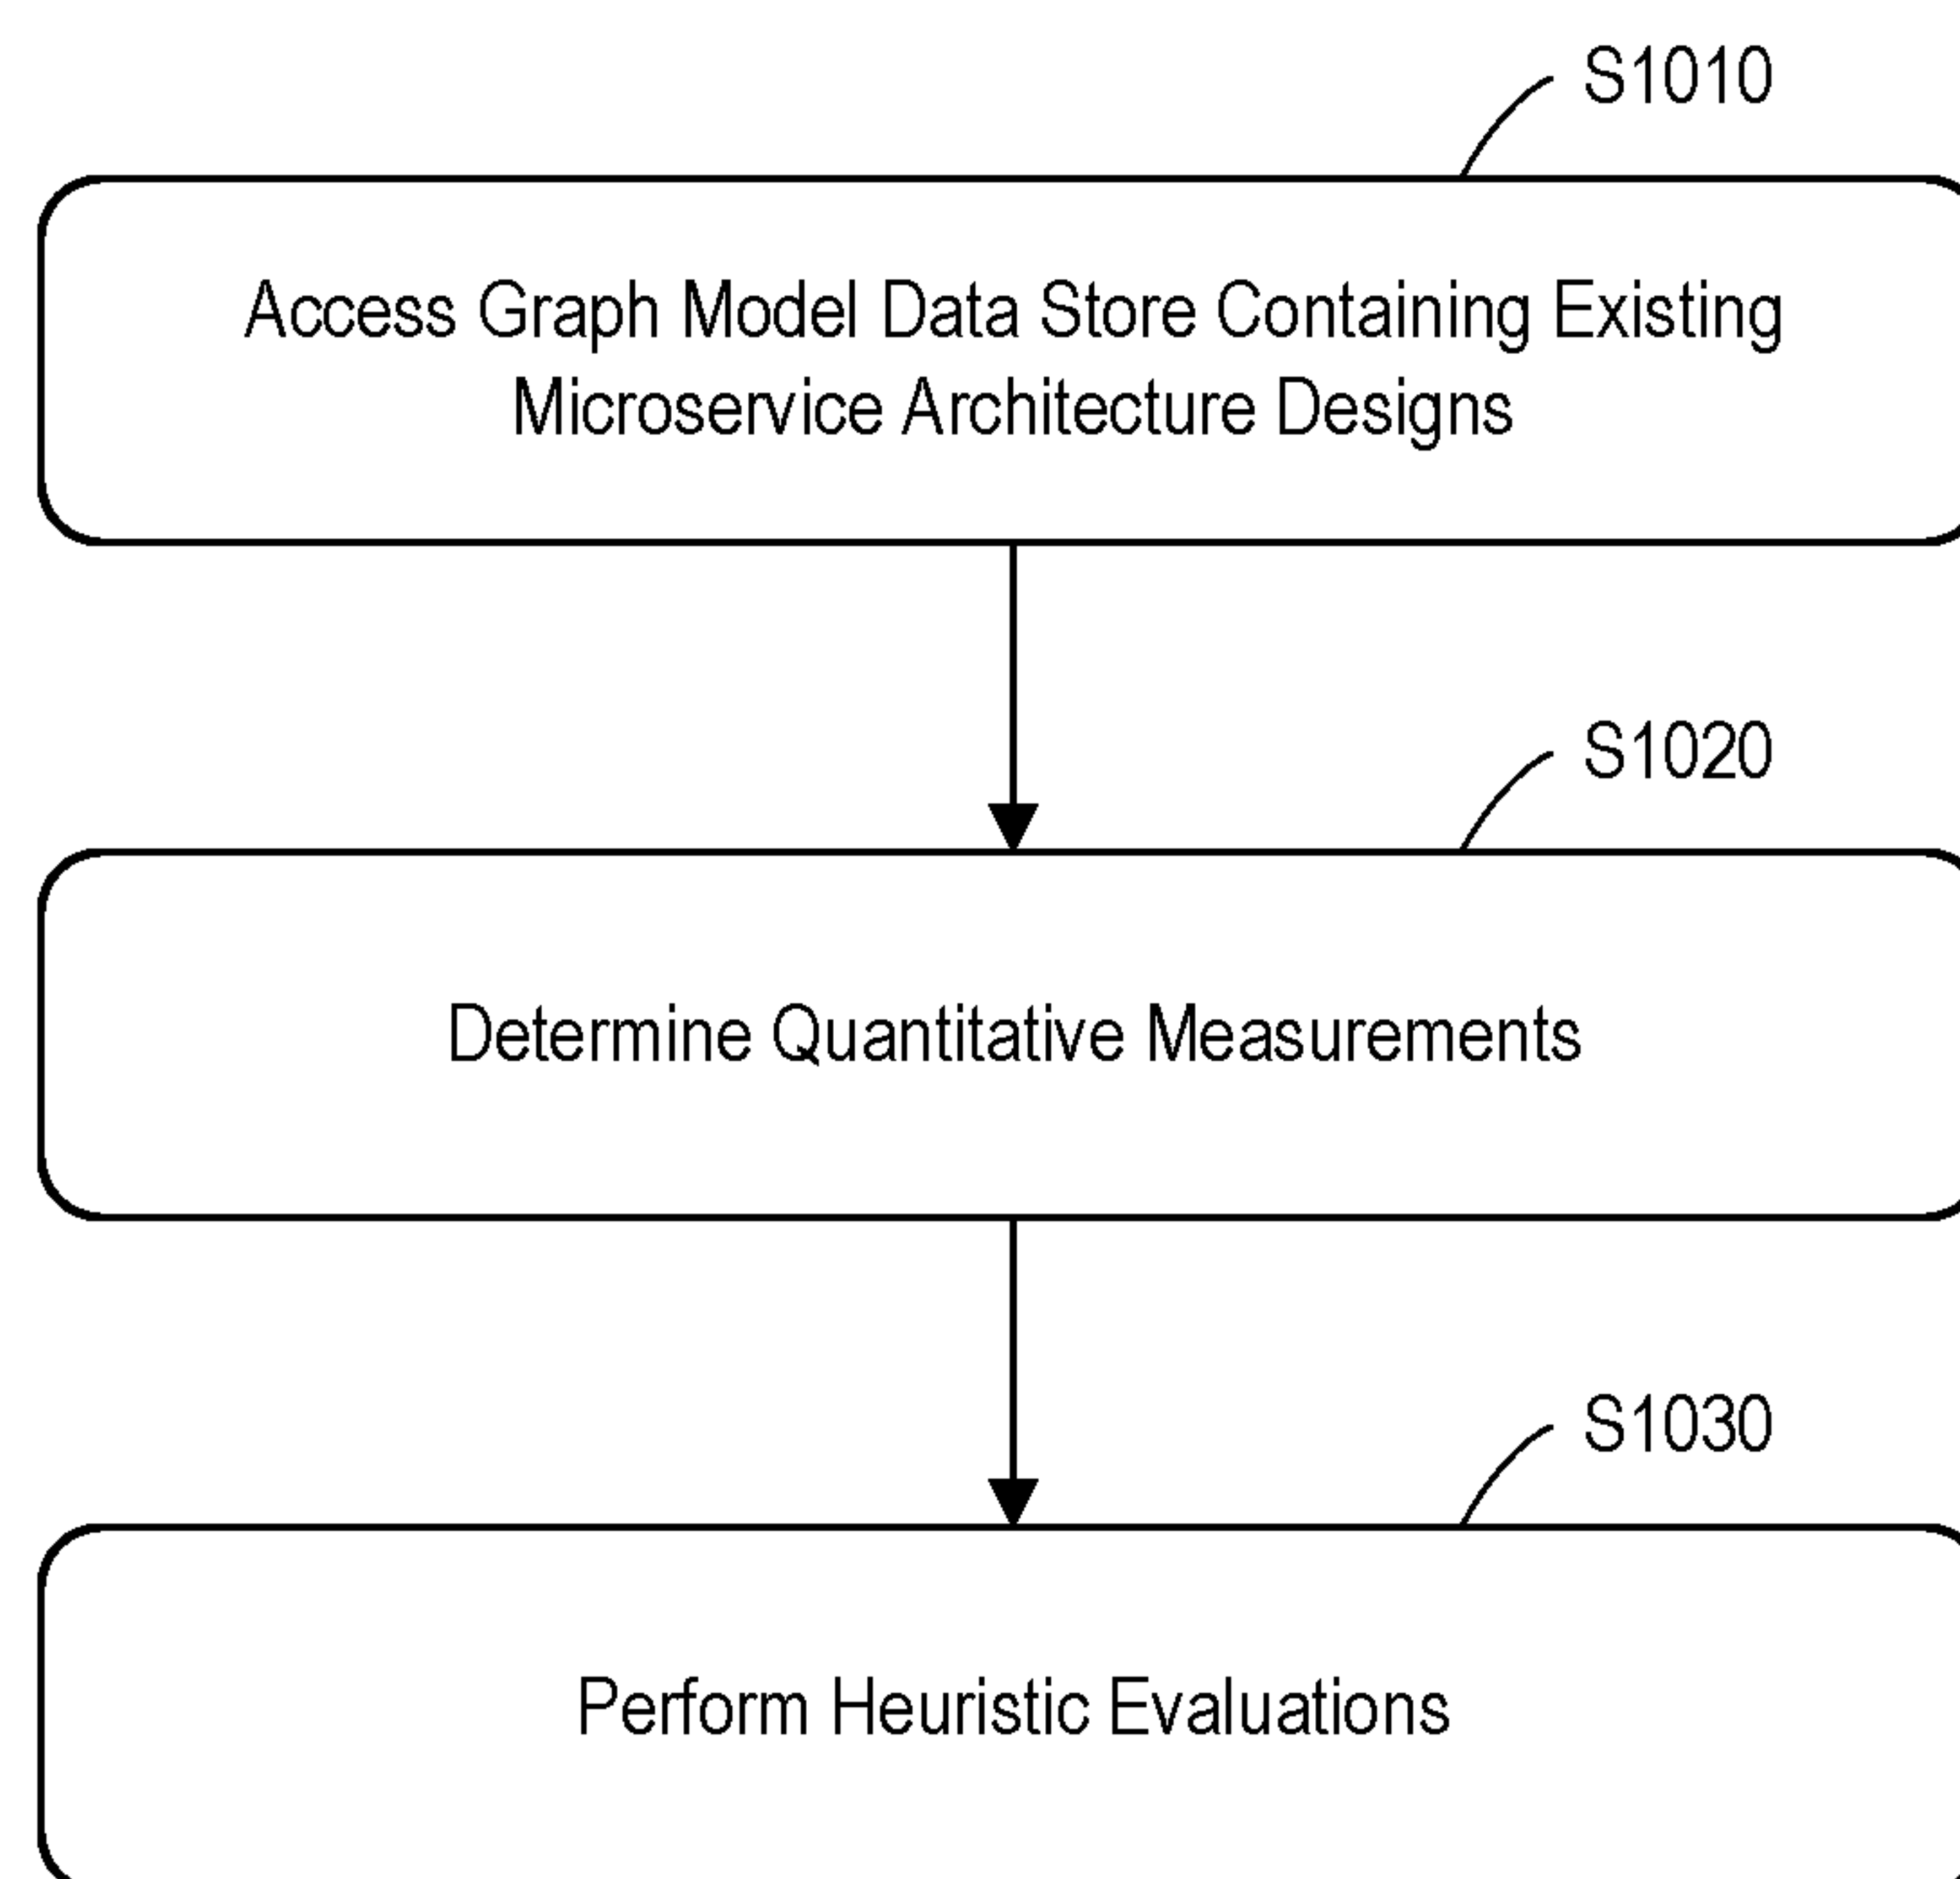 S1010
Access Graph Model Data Store Containing Existing
Microservice Architecture Designs
S1020
Determine Quantitative Measurements
S1030
Perform Heuristic Evaluations